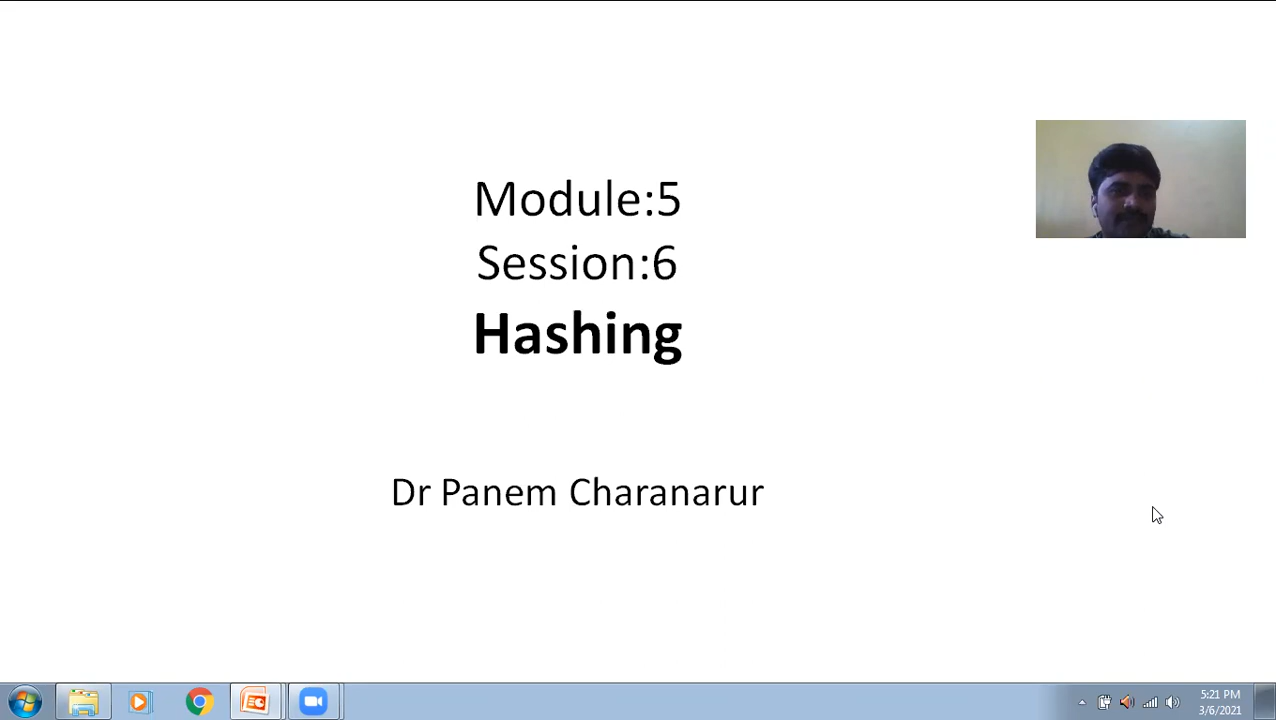 Module:5
Session:6
Hashing
Dr Panem Charanarur
5:21 PM
3/6/2021